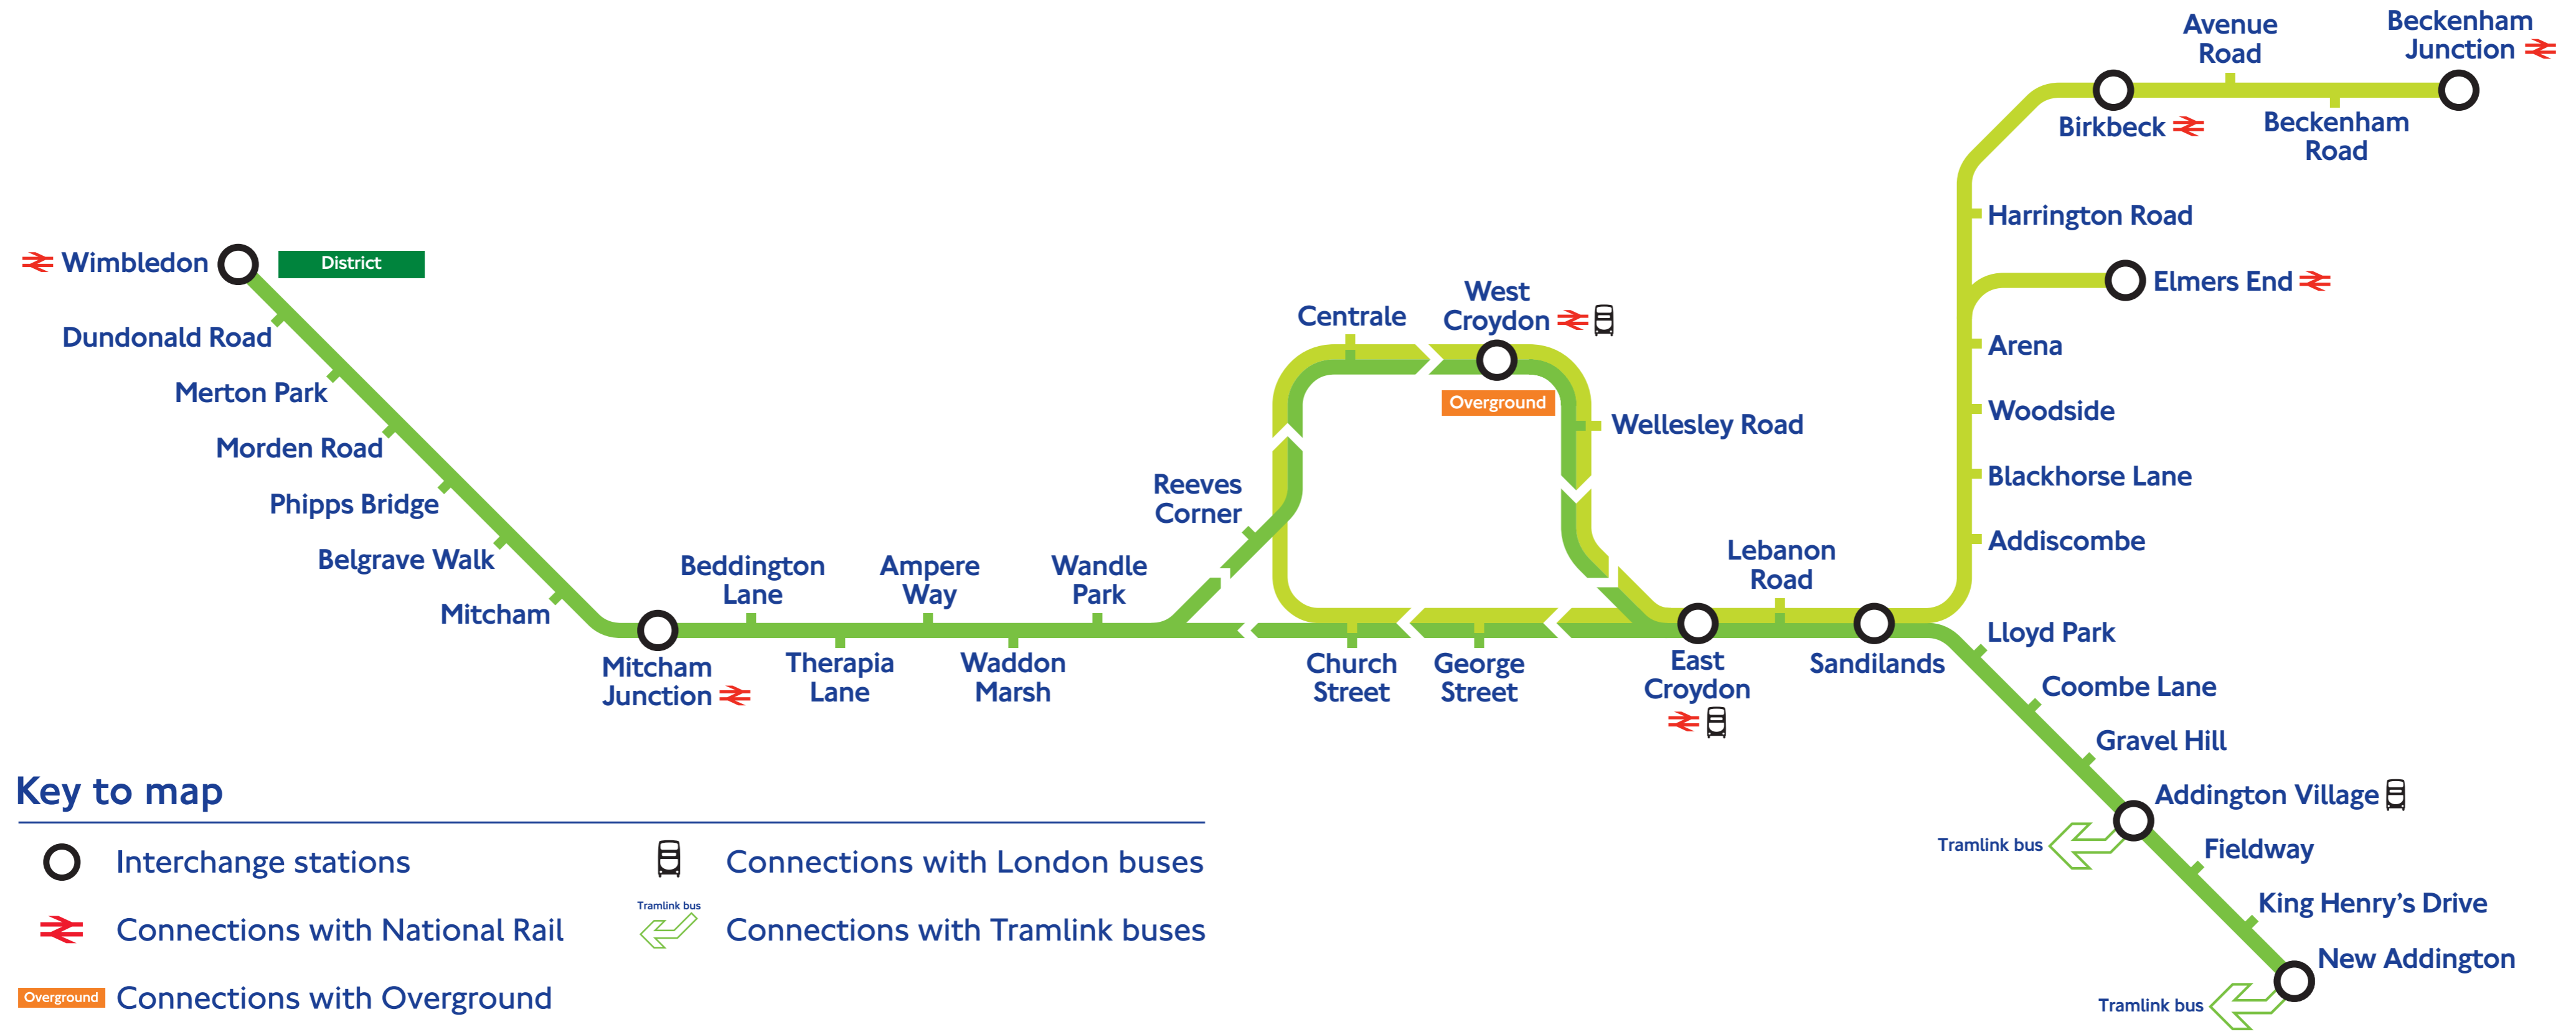 Avenue
Road
Beckenham
Junction
Birkbeck
Beckenham
Road
Harrington Road
Wimbledon
District
Elmers End
West
Croydon
Centrale
Dundonald Road
Arena
Merton Park
Overground
Woodside
Wellesley Road
Morden Road
Blackhorse Lane
Reeves
Corner
Phipps Bridge
Addiscombe
Belgrave Walk
Beddington
Lane
Ampere
Way
Wandle
Park
Lebanon
Road
Mitcham
Lloyd Park
Mitcham
Junction
Therapia
Lane
Waddon
Marsh
Church
Street
George
Street
East
Croydon
Sandilands
Coombe Lane
Gravel Hill
Addington Village
Tramlink bus
Fieldway
King Henry's Drive
New Addington
Tramlink bus
Key to map
Interchange stations
Connections with London buses
Connections with National Rail
Tramlink bus
Connections with Tramlink buses
Overground
Connections with Overground